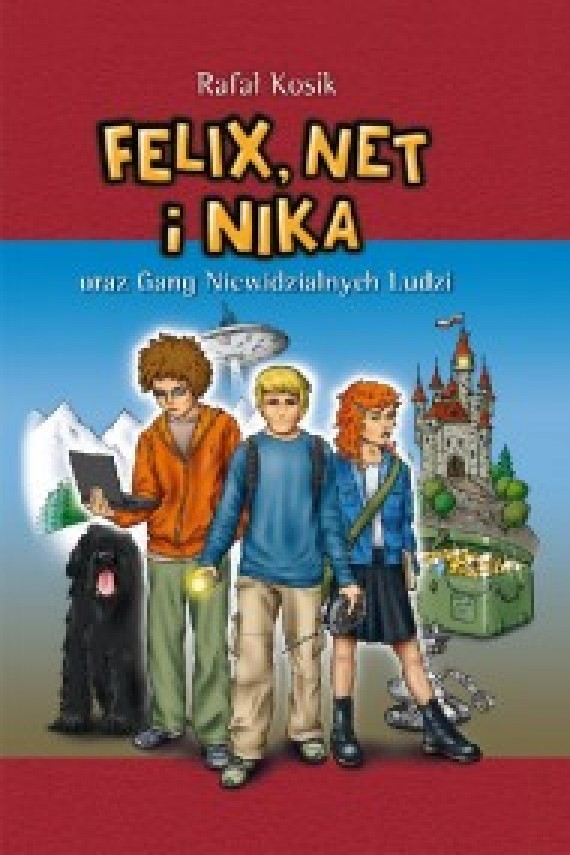 Rafał Kosik
FELIX, NET
i NIKA
oraz Gang Niewidzialnych Ludzi